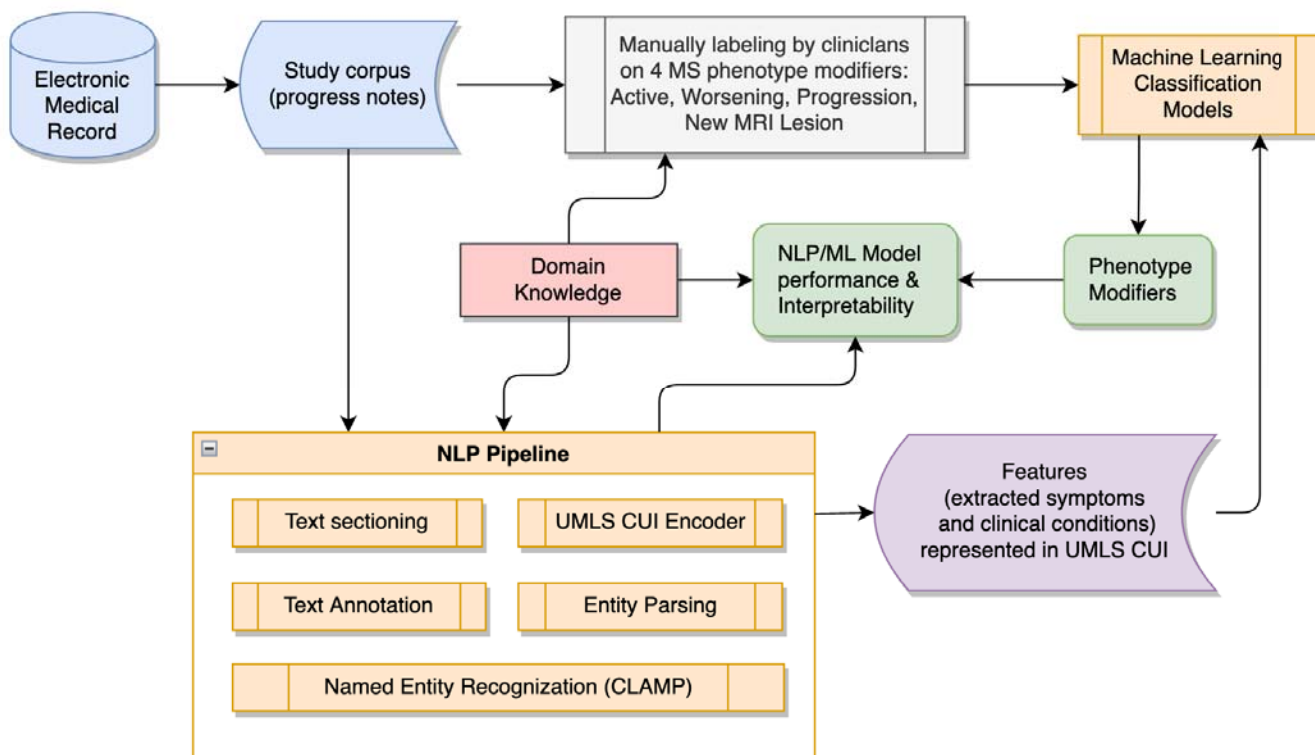 Electronic
Medical
Record
Study corpus
(progress notes)
Manually labeling by cliniclans
on 4 MS phenotype modifiers:
Active, Worsening, Progression,
New MRI Lesion
Machine Learning
Classification
Models
Domain
Knowledge
NLP/ML Model
performance &
Interpretability
Phenotype
Modifiers
NLP Pipeline
Text sectioning
UMLS CUI Encoder
Text Annotation
Entity Parsing
Named Entity Recognization (CLAMP)
Features
(extracted symptoms
and clinical conditions)
represented in UMLS CUI